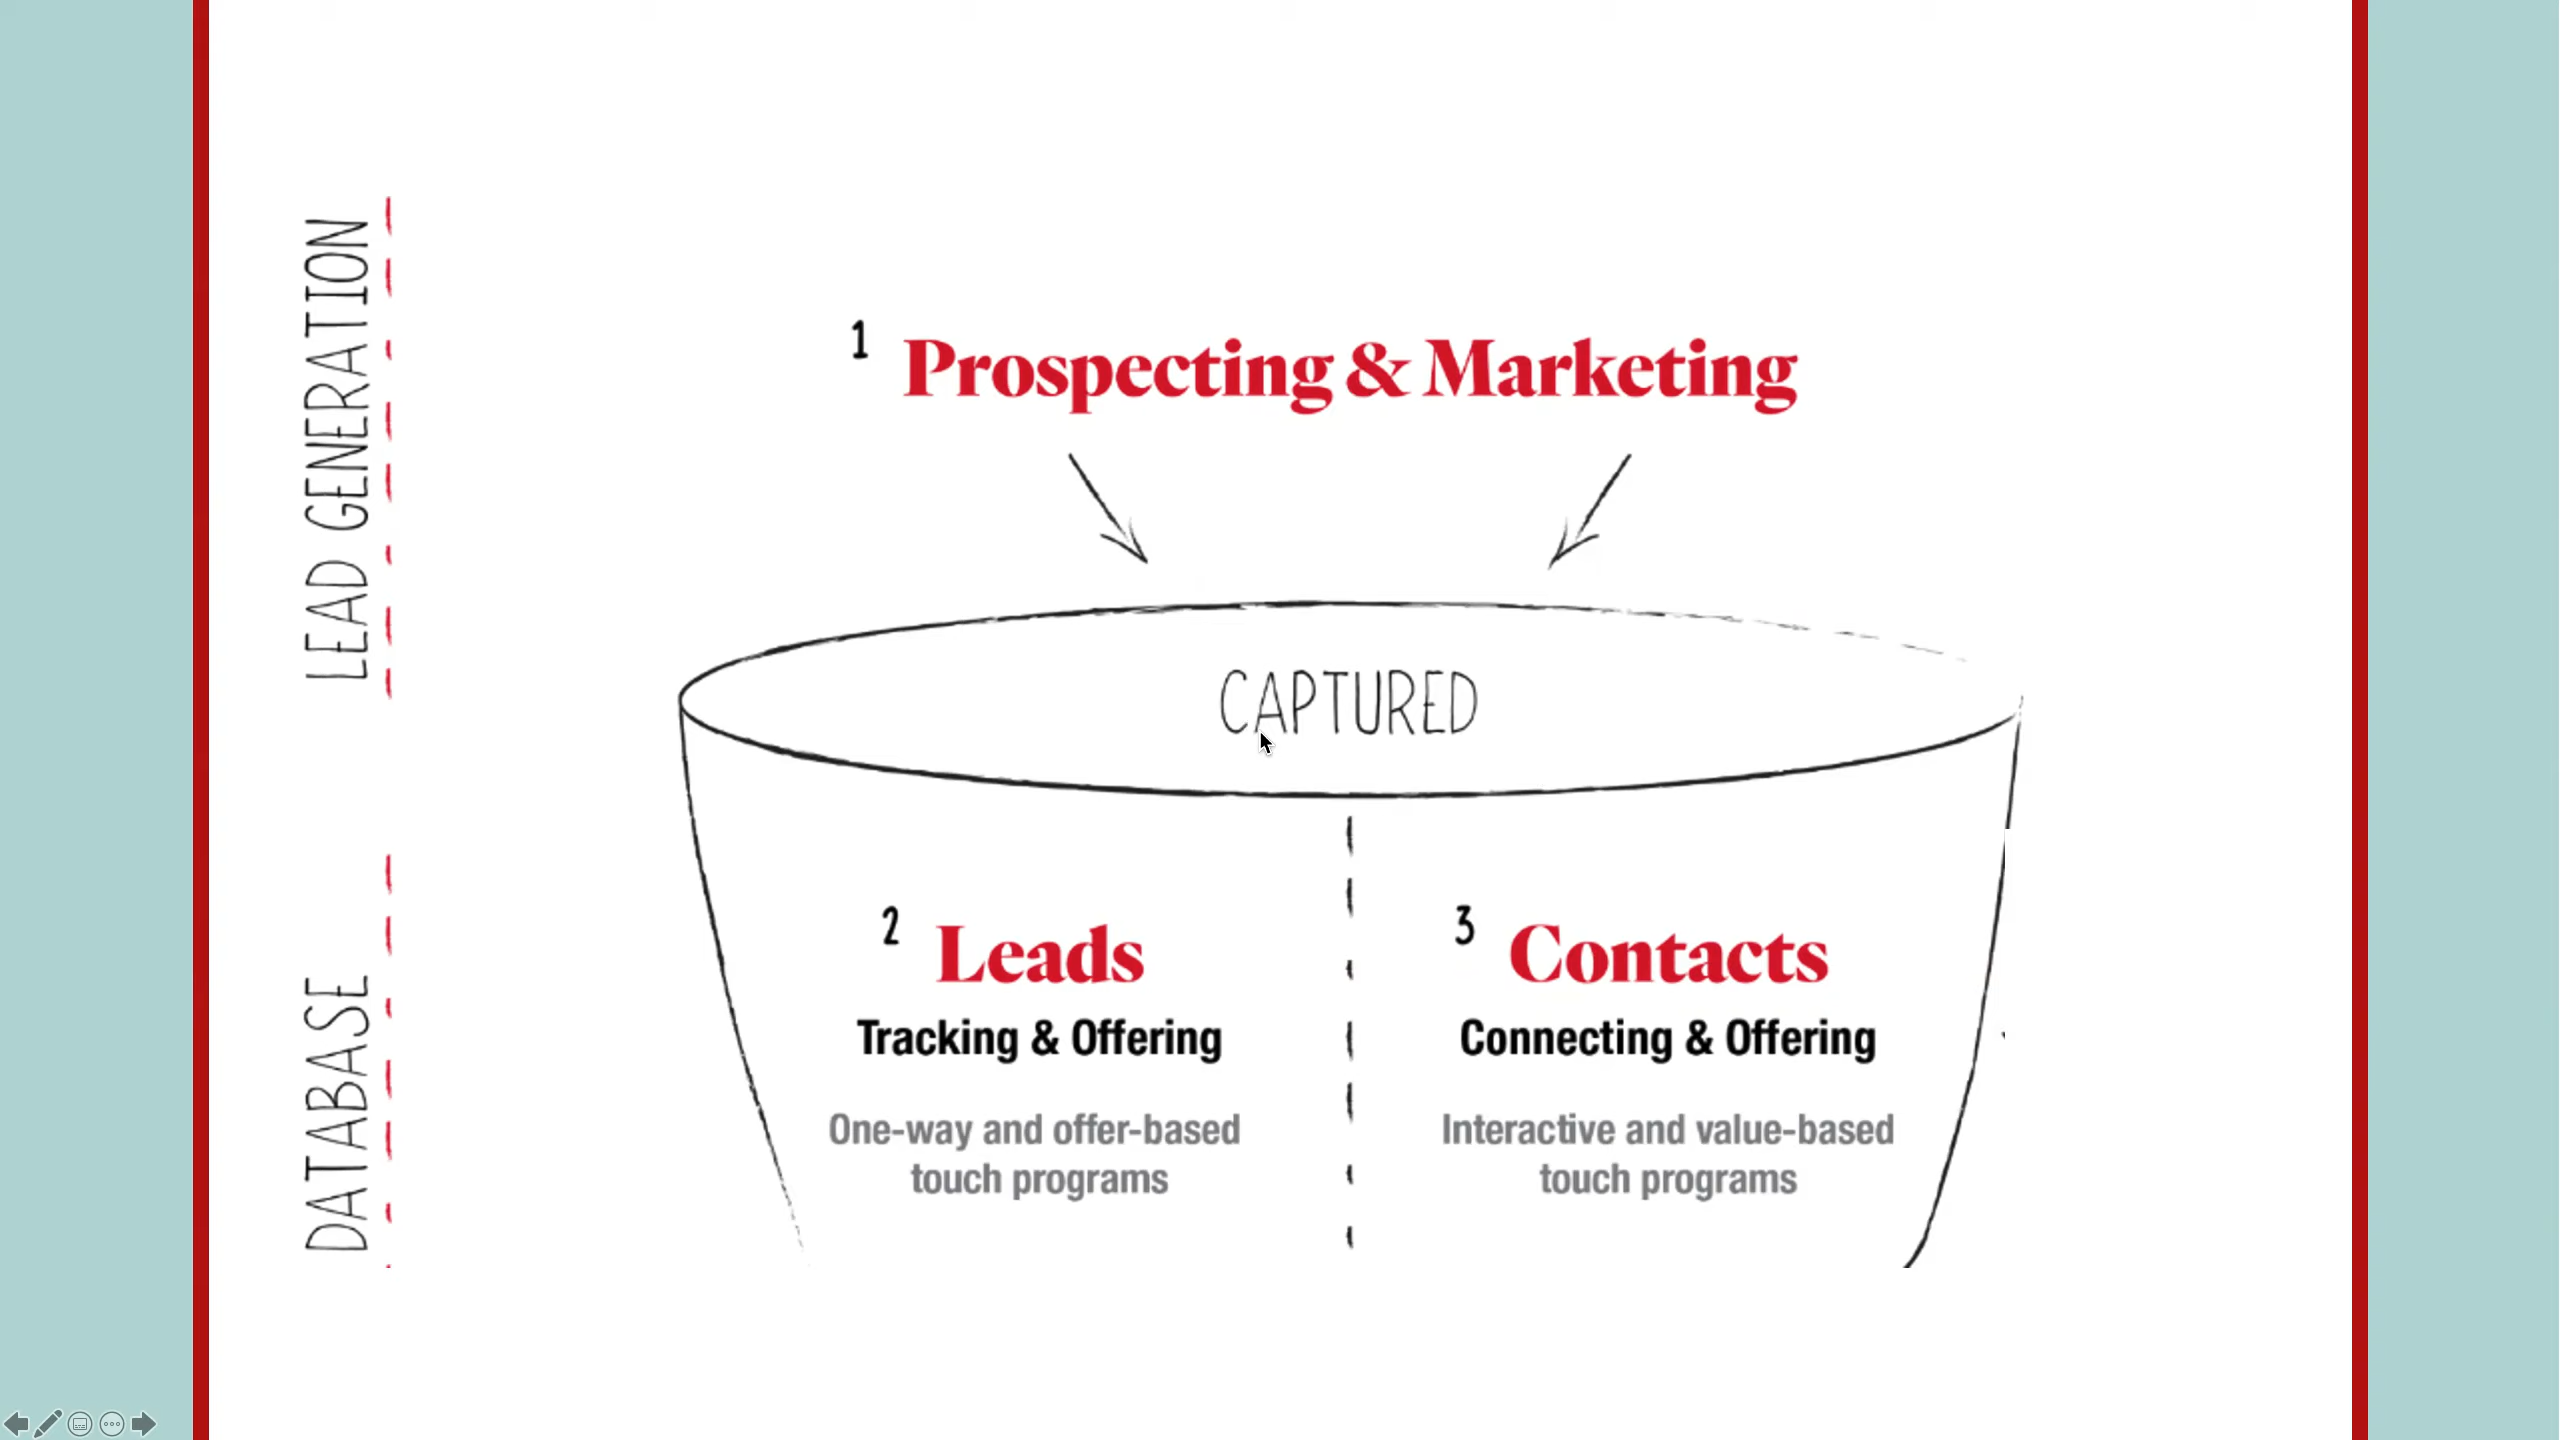 LEAD GENERATION
1 Prospecting & Marketing
CAPTURED
DATABASE
2 Leads
Tracking & Offering
One-way and offer-based
touch programs
3 Contacts
Connecting & Offering
Interactive and value-based
touch programs